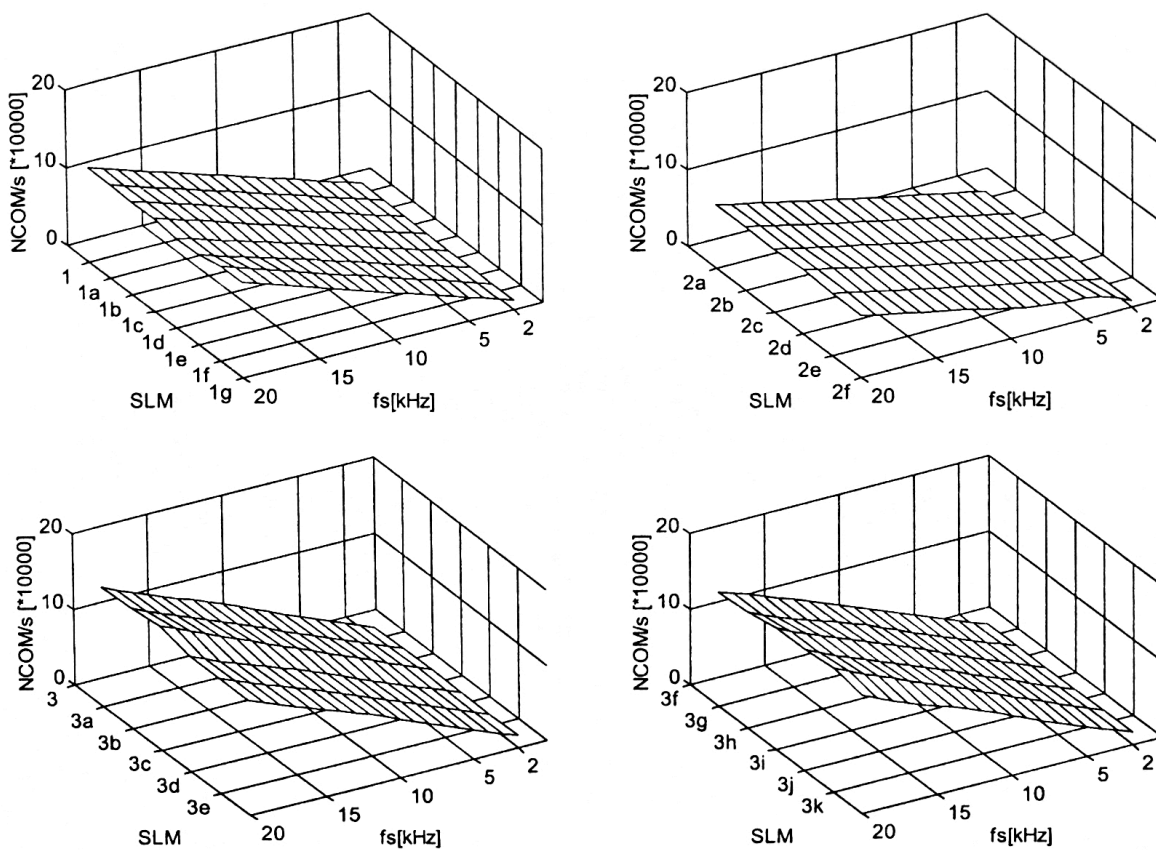 NCOM/s [*10000]
20
10
0
1
1a
1b
1c
1d
1e
1f
1g
20
15
10
5
2
SLM
fs[kHz]
NCOM/s [*10000]
20
10
0
2a
2b
2c
2d
2e
2f
20
15
10
5
2
SLM
fs[kHz]
NCOM/s [*10000]
20
10
0
3
3a
3b
3c
3d
3e
20
15
10
5
2
SLM
fs[kHz]
NCOM/s [*10000]
20
10
0
3f
3g
3h
3i
3j
3k
20
15
10
5
2
SLM
fs[kHz]